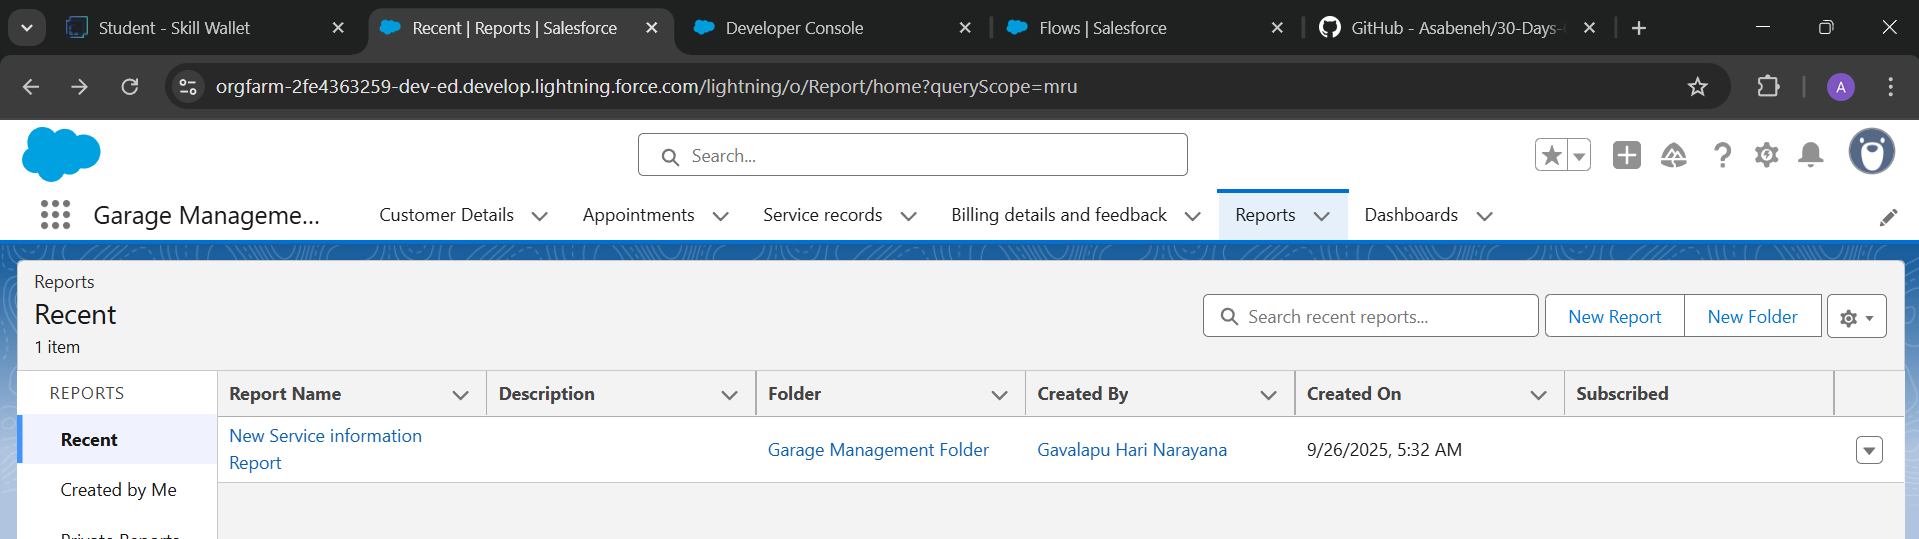 Student - Skill Wallet
Recent | Reports | Salesforce
Developer Console
Flows | Salesforce
GitHub - Asabeneh/30-Days-
orgfarm-2fe4363259-dev-ed.develop.lightning.force.com/lightning/o/Report/home?queryScope=mru
A
Search...
Garage Manageme...
Customer Details
Appointments
Service records
Billing details and feedback
Reports
Dashboards
Reports
Recent
1 item
Search recent reports...
New Report
New Folder
REPORTS
Report Name
Description
Folder
Created By
Created On
Subscribed
Recent
New Service information
Report
Garage Management Folder
Gavalapu Hari Narayana
9/26/2025, 5:32 AM
Created by Me
Private Reports